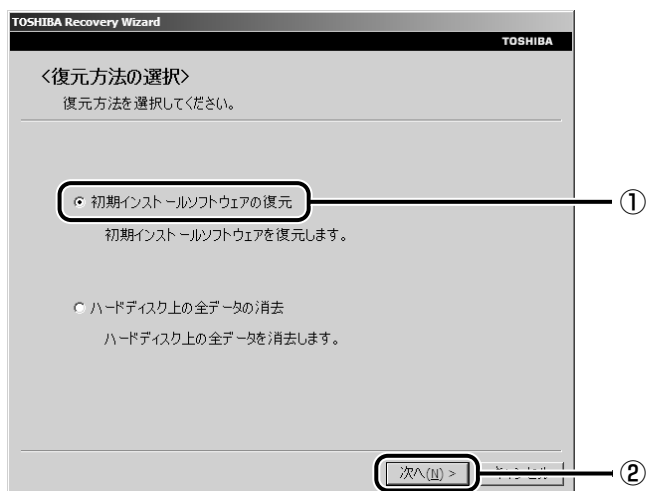 TOSHIBA Recovery Wizard
TOSHIBA
<復元方法の選択>
復元方法を選択してください。
初期インストールソフトウェアの復元
①
初期インストールソフトウェアを復元します。
ハードディスク上の全データの消去
ハードディスク上の全データを消去します。
次へ(N) >
②